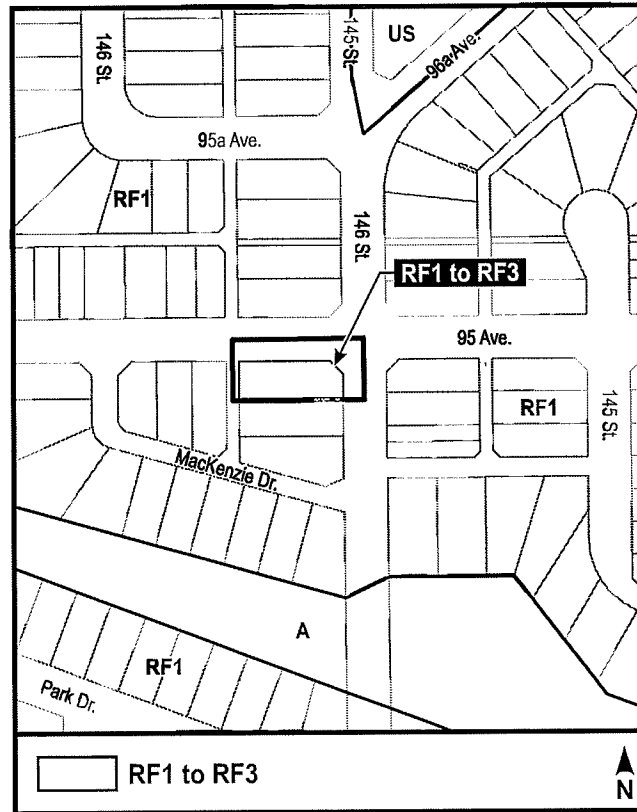 US
145 St.
146 St.
96a Ave.
95a Ave.
RF1
146 St.
RF1 to RF3
95 Ave.
RF1
145 St.
MacKenzie Dr.
A
RF1
Park Dr.
RF1 to RF3
N